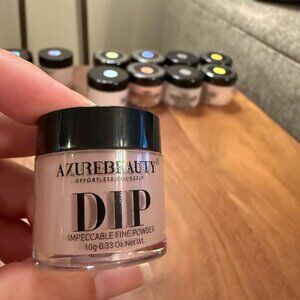 AZUREBEAUTY®
EFFORTLESS YOURSELF
DIP
IMPECCABLE FINE POWDER
10g-0.33 Oz/Net Wt